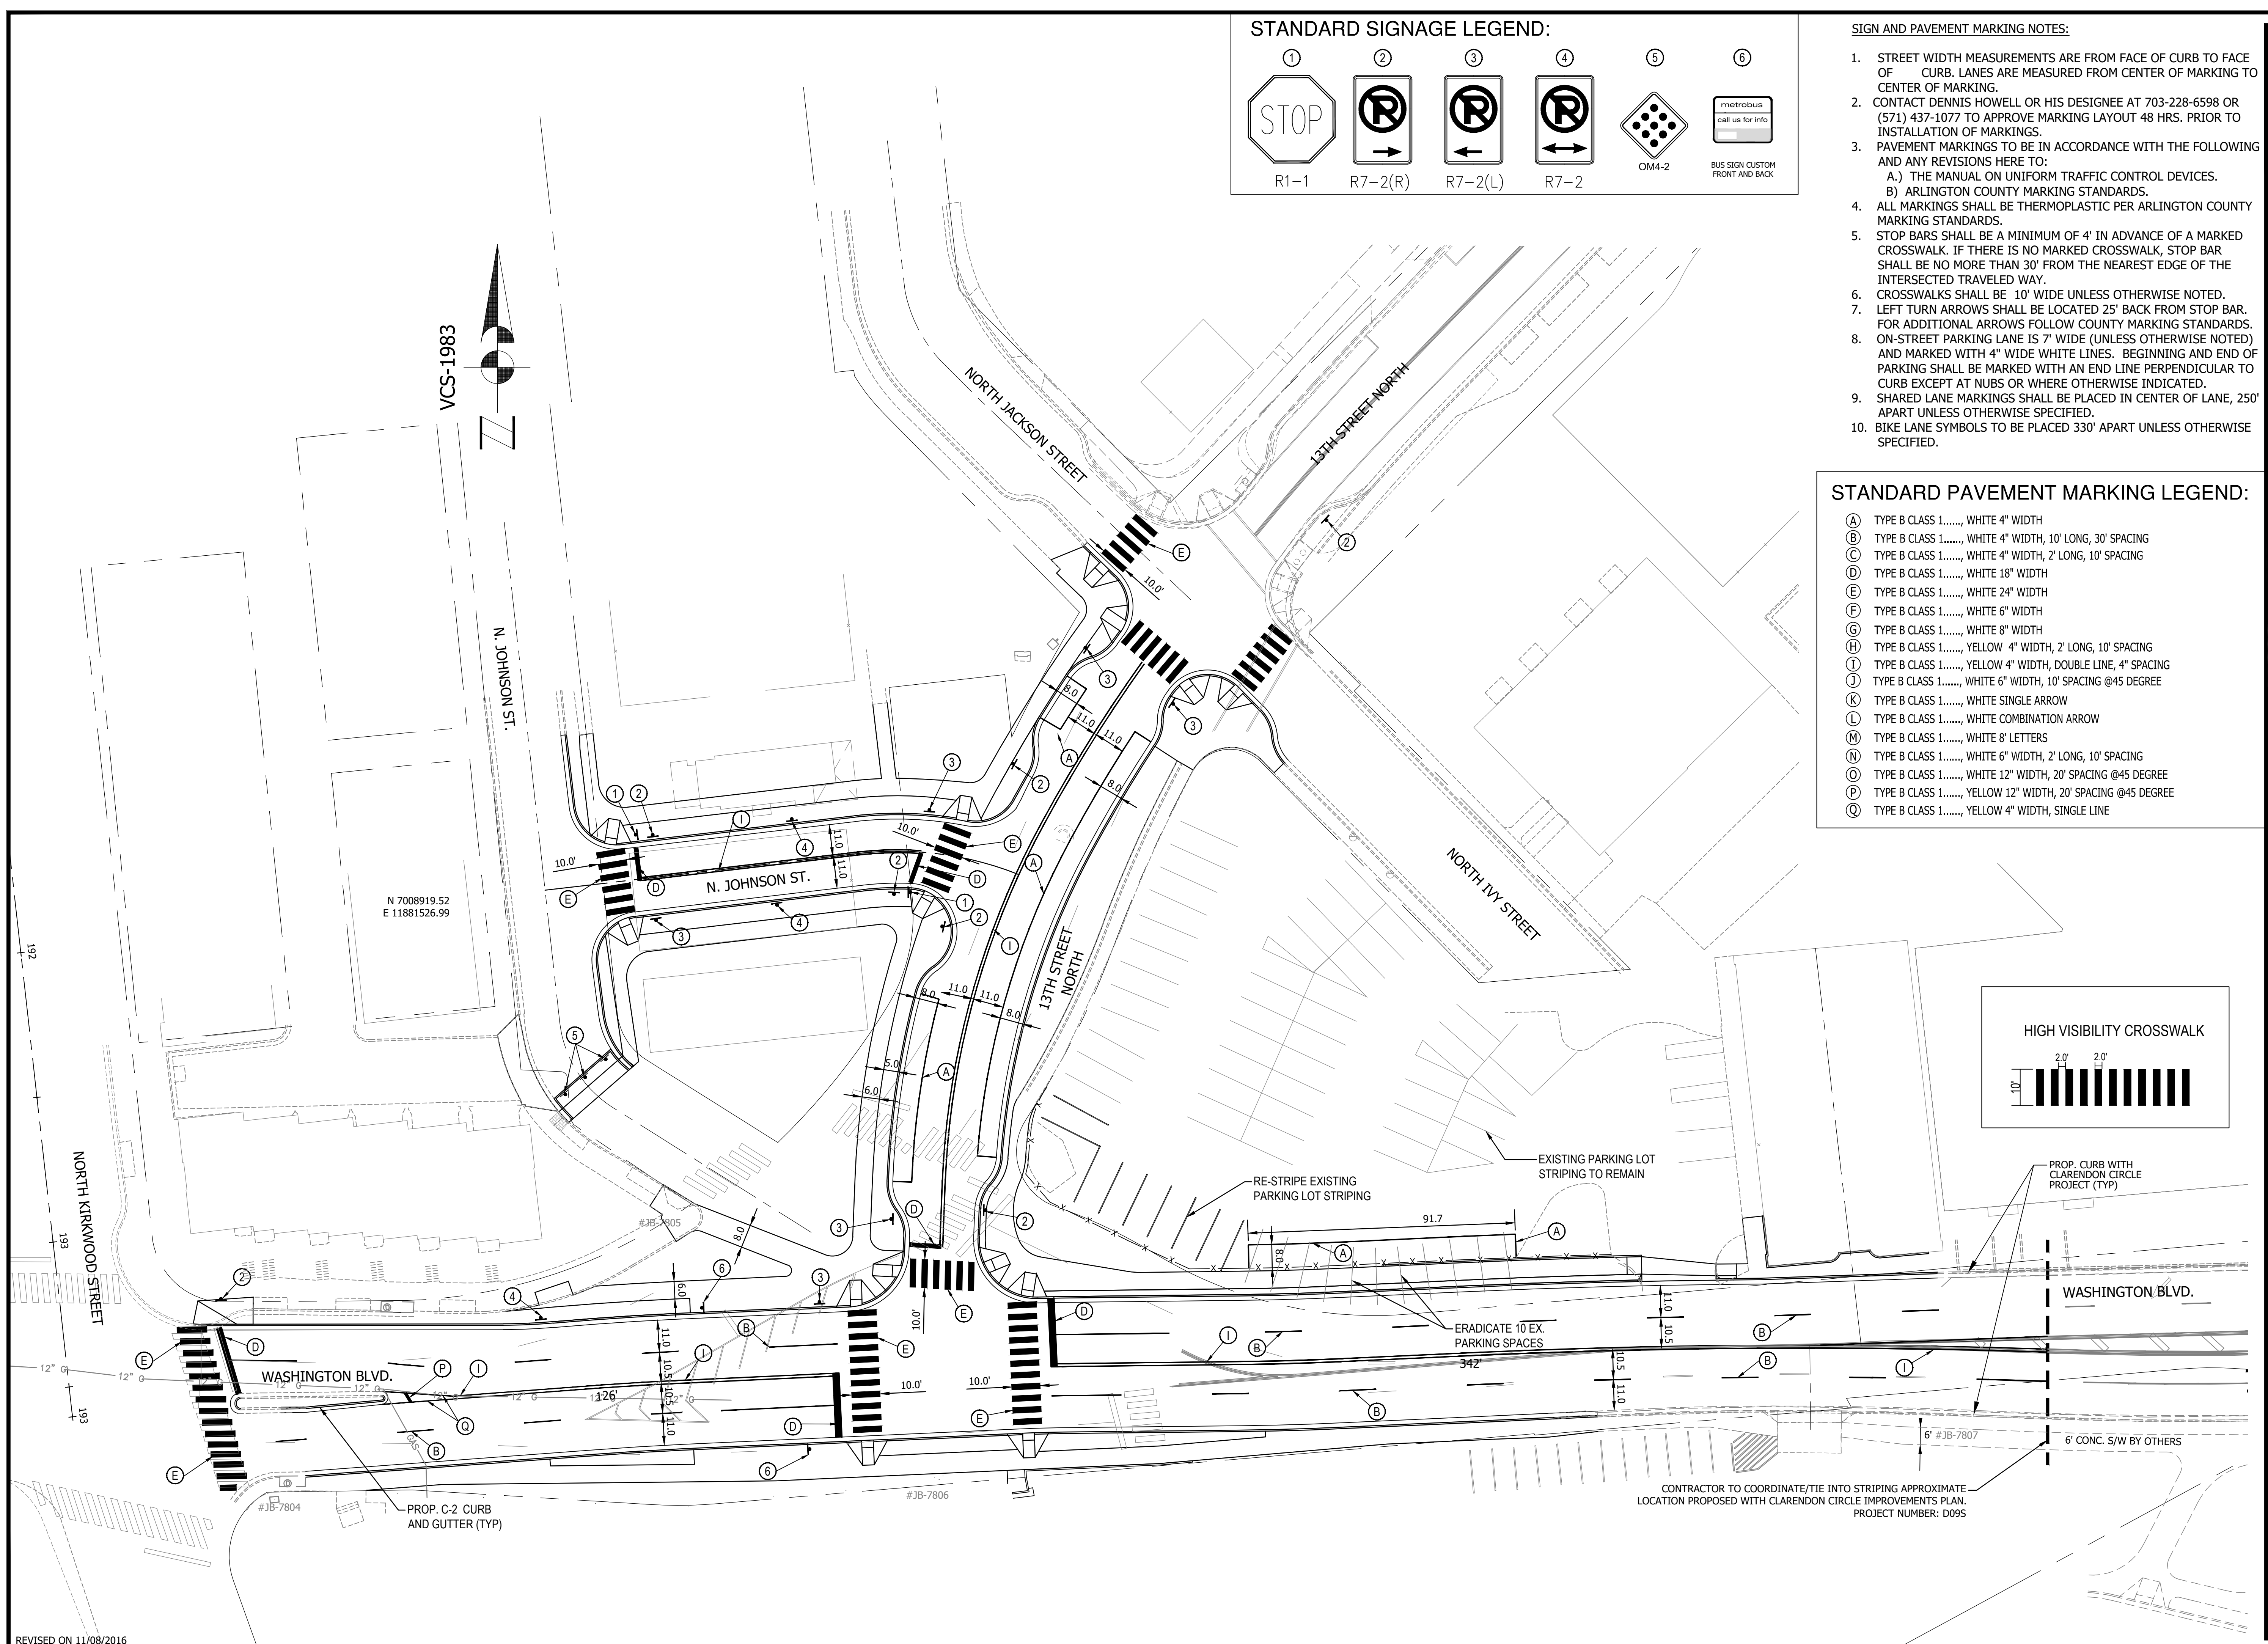 STANDARD SIGNAGE LEGEND:
1 2 3 4 5 6
STOP
metrobus
call us for info
R1-1
R7-2(R)
R7-2(L)
R7-2
OM4-2
BUS SIGN CUSTOM
FRONT AND BACK
SIGN AND PAVEMENT MARKING NOTES:
1. STREET WIDTH MEASUREMENTS ARE FROM FACE OF CURB TO FACE
OF CURB. LANES ARE MEASURED FROM CENTER OF MARKING TO
CENTER OF MARKING.
2. CONTACT DENNIS HOWELL OR HIS DESIGNEE AT 703-228-6598 OR
(571) 437-1077 TO APPROVE MARKING LAYOUT 48 HRS. PRIOR TO
INSTALLATION OF MARKINGS.
3. PAVEMENT MARKINGS TO BE IN ACCORDANCE WITH THE FOLLOWING
AND ANY REVISIONS HERE TO:
A.) THE MANUAL ON UNIFORM TRAFFIC CONTROL DEVICES.
B) ARLINGTON COUNTY MARKING STANDARDS.
4. ALL MARKINGS SHALL BE THERMOPLASTIC PER ARLINGTON COUNTY
MARKING STANDARDS.
5. STOP BARS SHALL BE A MINIMUM OF 4' IN ADVANCE OF A MARKED
CROSSWALK. IF THERE IS NO MARKED CROSSWALK, STOP BAR
SHALL BE NO MORE THAN 30' FROM THE NEAREST EDGE OF THE
INTERSECTED TRAVELED WAY.
6. CROSSWALKS SHALL BE 10' WIDE UNLESS OTHERWISE NOTED.
7. LEFT TURN ARROWS SHALL BE LOCATED 25' BACK FROM STOP BAR.
FOR ADDITIONAL ARROWS FOLLOW COUNTY MARKING STANDARDS.
8. ON-STREET PARKING LANE IS 7' WIDE (UNLESS OTHERWISE NOTED)
AND MARKED WITH 4" WIDE WHITE LINES. BEGINNING AND END OF
PARKING SHALL BE MARKED WITH AN END LINE PERPENDICULAR TO
CURB EXCEPT AT NUBS OR WHERE OTHERWISE INDICATED.
9. SHARED LANE MARKINGS SHALL BE PLACED IN CENTER OF LANE, 250'
APART UNLESS OTHERWISE SPECIFIED.
10. BIKE LANE SYMBOLS TO BE PLACED 330' APART UNLESS OTHERWISE
SPECIFIED.
STANDARD PAVEMENT MARKING LEGEND:
A TYPE B CLASS 1......, WHITE 4" WIDTH
B TYPE B CLASS 1......, WHITE 4" WIDTH, 10' LONG, 30' SPACING
C TYPE B CLASS 1......, WHITE 4" WIDTH, 2' LONG, 10' SPACING
D TYPE B CLASS 1......, WHITE 18" WIDTH
E TYPE B CLASS 1......, WHITE 24" WIDTH
F TYPE B CLASS 1......, WHITE 6" WIDTH
G TYPE B CLASS 1......, WHITE 8" WIDTH
H TYPE B CLASS 1......, YELLOW 4" WIDTH, 2' LONG, 10' SPACING
I TYPE B CLASS 1......, YELLOW 4" WIDTH, DOUBLE LINE, 4" SPACING
J TYPE B CLASS 1......, WHITE 6" WIDTH, 10' SPACING @45 DEGREE
K TYPE B CLASS 1......, WHITE SINGLE ARROW
L TYPE B CLASS 1......, WHITE COMBINATION ARROW
M TYPE B CLASS 1......, WHITE 8' LETTERS
N TYPE B CLASS 1......, WHITE 6" WIDTH, 2' LONG, 10' SPACING
O TYPE B CLASS 1......, WHITE 12" WIDTH, 20' SPACING @45 DEGREE
P TYPE B CLASS 1......, YELLOW 12" WIDTH, 20' SPACING @45 DEGREE
Q TYPE B CLASS 1......, YELLOW 4" WIDTH, SINGLE LINE
VCS-1983
N
NORTH JACKSON STREET
13TH STREET NORTH
N. JOHNSON ST.
N. JOHNSON ST.
N 7008919.52
E 11881526.99
13TH STREET
NORTH
NORTH IVY STREET
HIGH VISIBILITY CROSSWALK
2.0' 2.0'
10'
NORTH KIRKWOOD STREET
192
193
193
EXISTING PARKING LOT
STRIPING TO REMAIN
RE-STRIPE EXISTING
PARKING LOT STRIPING
91.7
PROP. CURB WITH
CLARENDON CIRCLE
PROJECT (TYP)
WASHINGTON BLVD.
WASHINGTON BLVD.
ERADICATE 10 EX.
PARKING SPACES
342'
126'
#JB-7805
#JB-7804
#JB-7806
6' #JB-7807
6' CONC. S/W BY OTHERS
GAS
PROP. C-2 CURB
AND GUTTER (TYP)
CONTRACTOR TO COORDINATE/TIE INTO STRIPING APPROXIMATE
LOCATION PROPOSED WITH CLARENDON CIRCLE IMPROVEMENTS PLAN.
PROJECT NUMBER: D09S
REVISED ON 11/08/2016